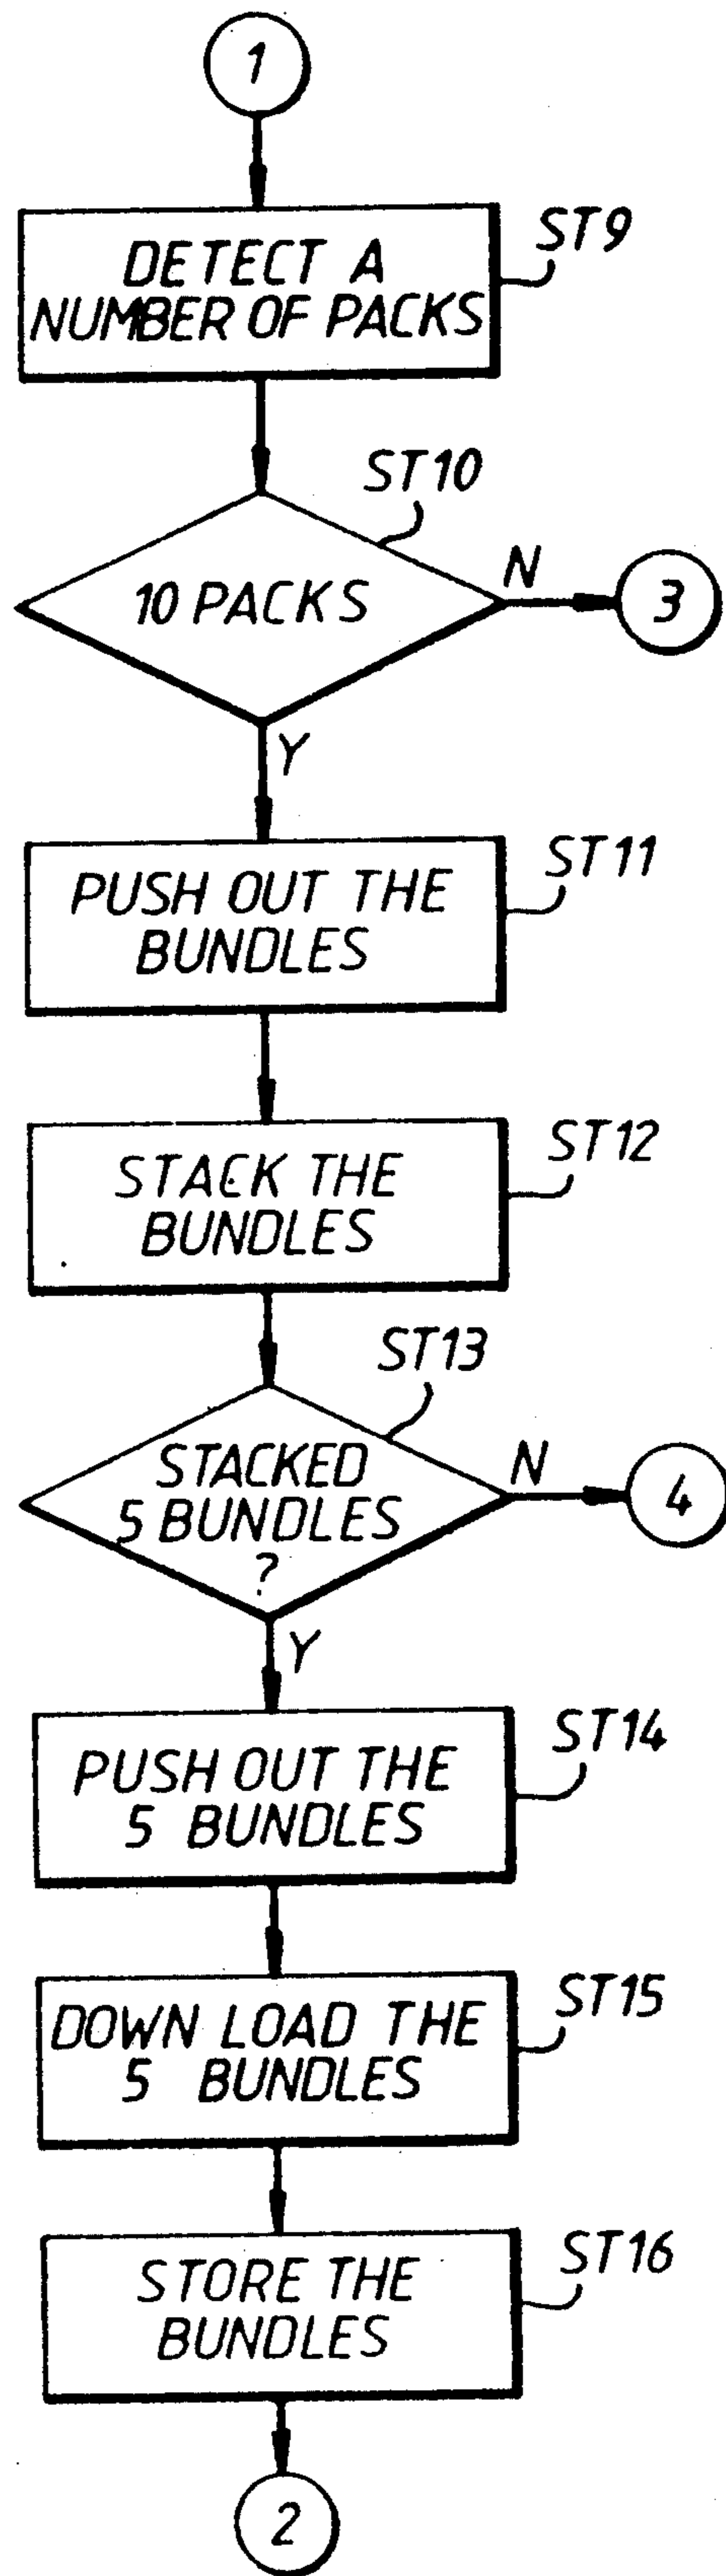 1
DETECT A
NUMBER OF PACKS
ST9
ST10
10 PACKS
N
3
Y
PUSH OUT THE
BUNDLES
ST11
STACK THE
BUNDLES
ST12
ST13
STACKED
5 BUNDLES
?
N
4
Y
PUSH OUT THE
5 BUNDLES
ST14
DOWN LOAD THE
5 BUNDLES
ST15
STORE THE
BUNDLES
ST16
2